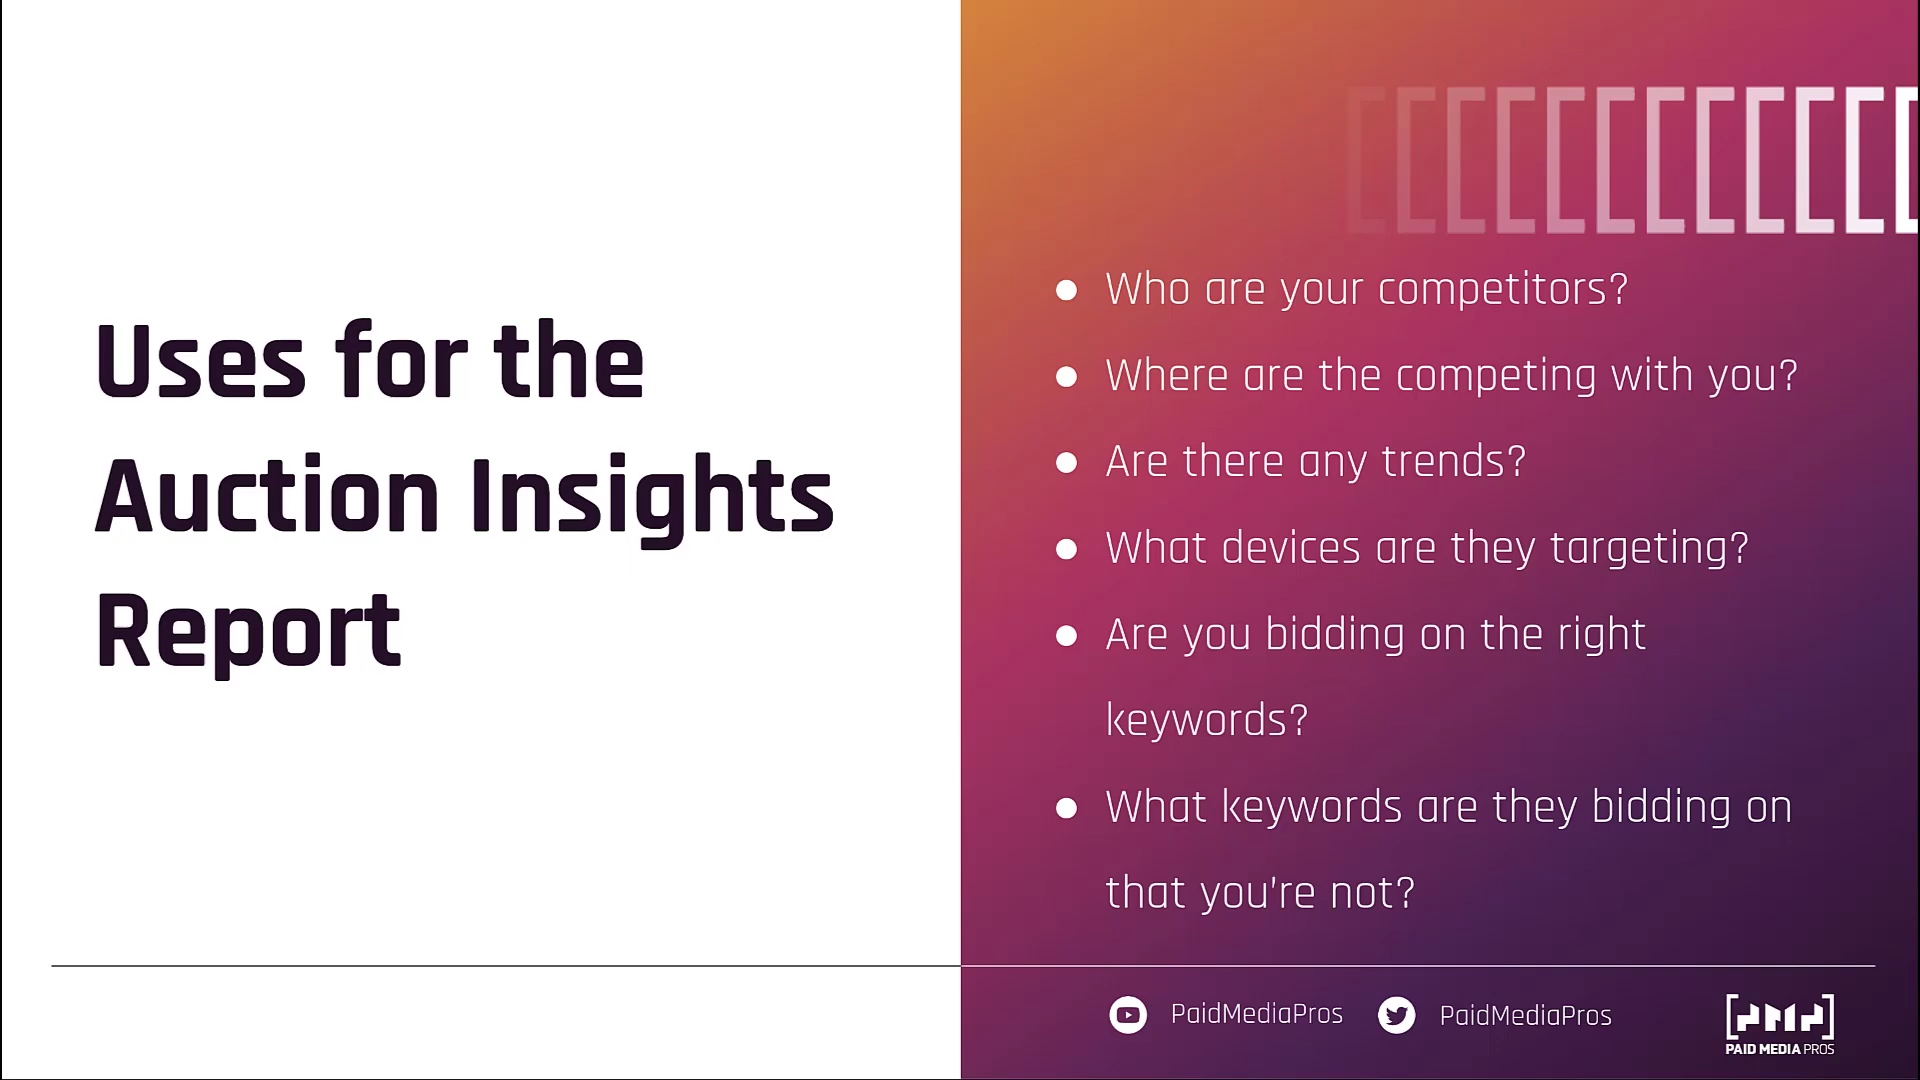 Uses for the
Auction Insights
Report
● Who are your competitors?
● Where are the competing with you?
● Are there any trends?
● What devices are they targeting?
● Are you bidding on the right
keywords?
● What keywords are they bidding on
that you're not?
PaidMediaPros
PaidMediaPros
PMP
PAID MEDIA PROS